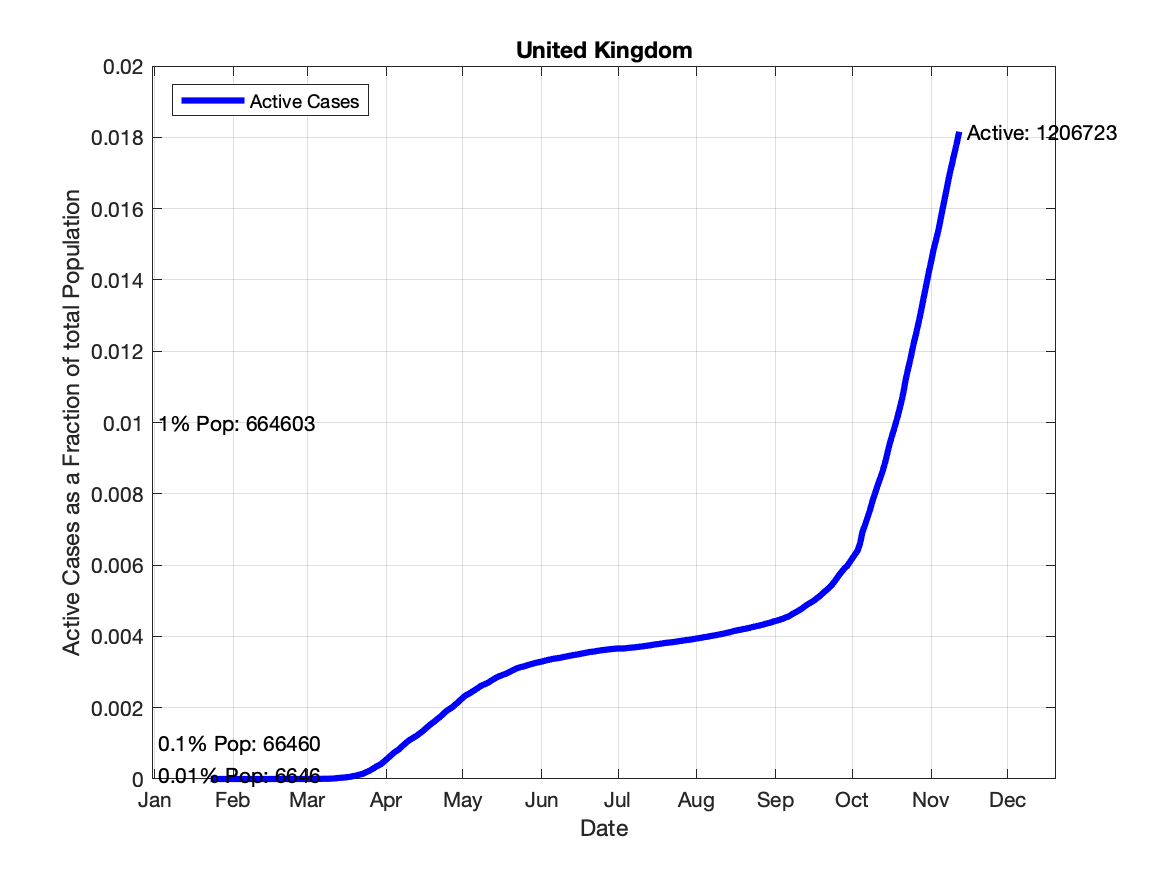 United Kingdom
0.02
Active Cases
0.018
Active: 1206723
0.016
0.014
0.012
0.01
1% Pop: 664603
0.008
0.006
0.004
0.002
0.1% Pop: 66460
0
0.01% Pop: 6646
Active Cases as a Fraction of total Population
Jan Feb Mar Apr May Jun Jul Aug Sep Oct Nov Dec
Date